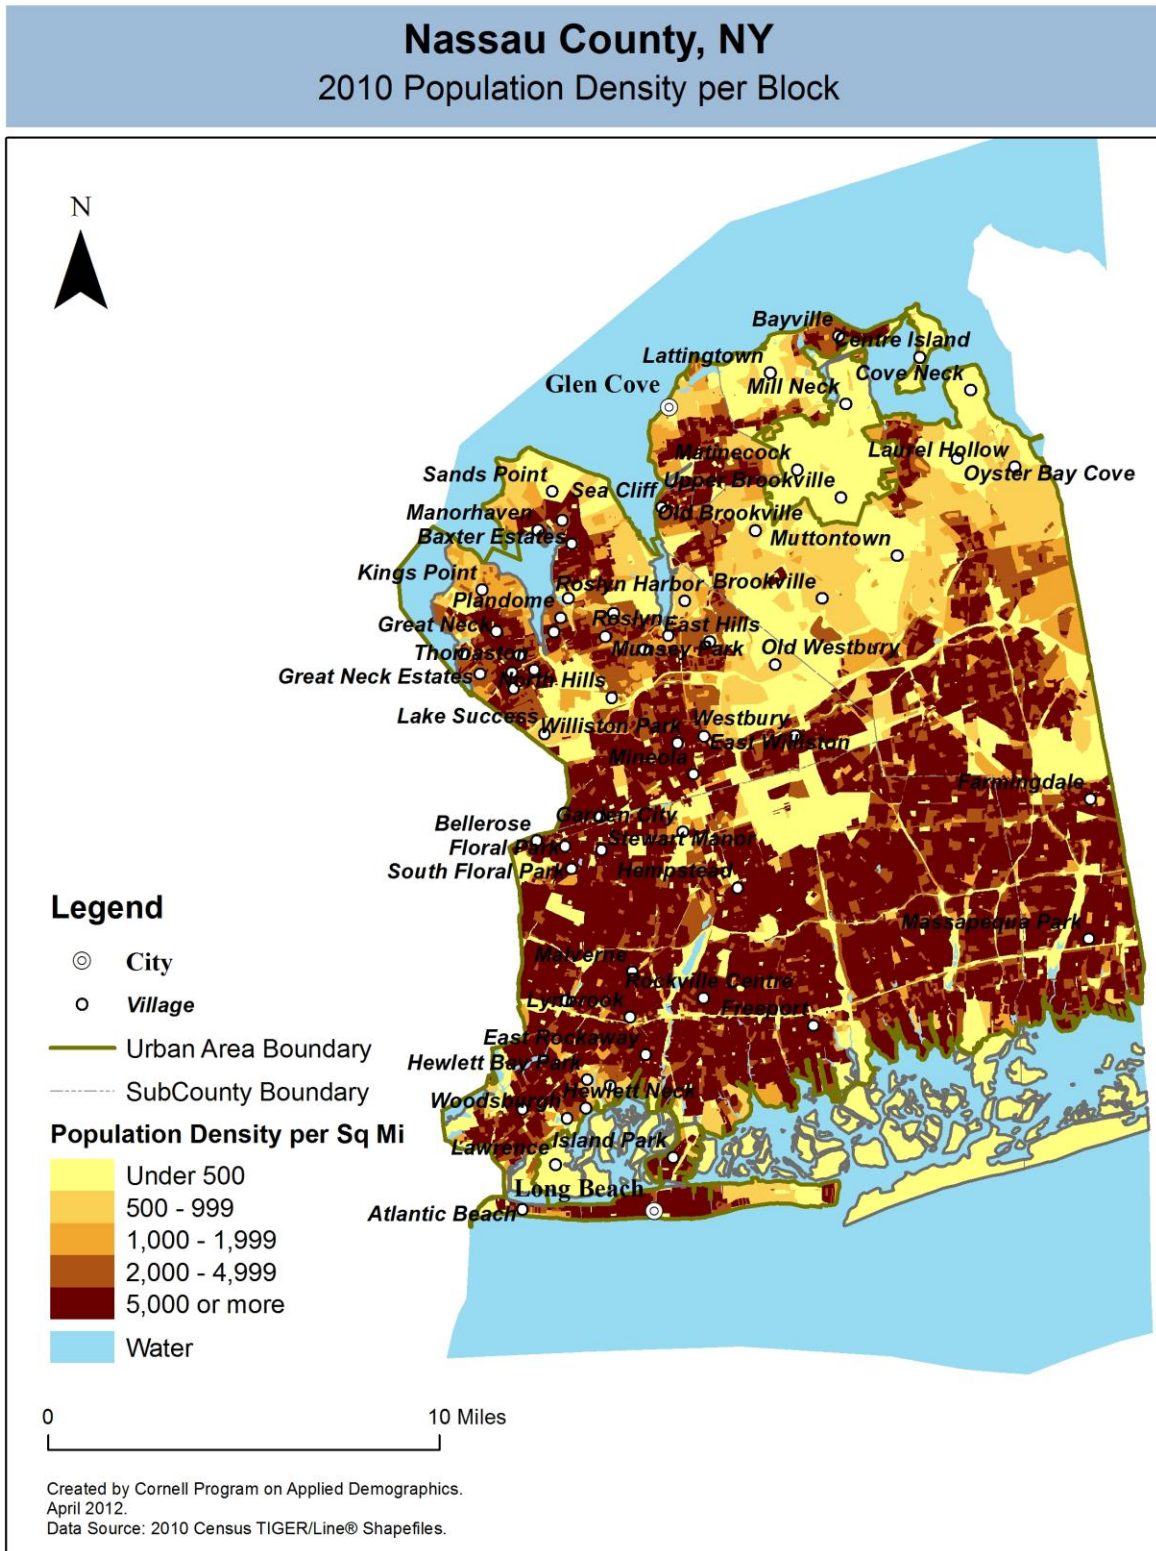 Nassau County, NY
2010 Population Density per Block
N
Bayville
Centre Island
Lattingtown
Cove Neck
Mill Neck
Glen Cove
Matinecock
Laurel Hollow
Oyster Bay Cove
Sands Point
Sea Cliff
Upper Brookville
Manorhaven
Old Brookville
Baxter Estates
Muttontown
Kings Point
Roslyn Harbor
Brookville
Plandome
Great Neck
Roslyn
East Hills
Thomaston
Munsey Park
Old Westbury
Great Neck Estates
North Hills
Lake Success
Williston Park
Westbury
East Williston
Mineola
Farmingdale
Bellerose
Garden City
Floral Park
Stewart Manor
South Floral Park
Hempstead
Massapequa Park
Malverne
Rockville Centre
Lynbrook
Freeport
East Rockaway
Hewlett Bay Park
Hewlett Neck
Woodsburgh
Lawrence
Island Park
Long Beach
Atlantic Beach
Legend
City
Village
Urban Area Boundary
SubCounty Boundary
Population Density per Sq Mi
Under 500
500 - 999
1,000 - 1,999
2,000 - 4,999
5,000 or more
Water
0
10 Miles
Created by Cornell Program on Applied Demographics.
April 2012.
Data Source: 2010 Census TIGER/Line® Shapefiles.